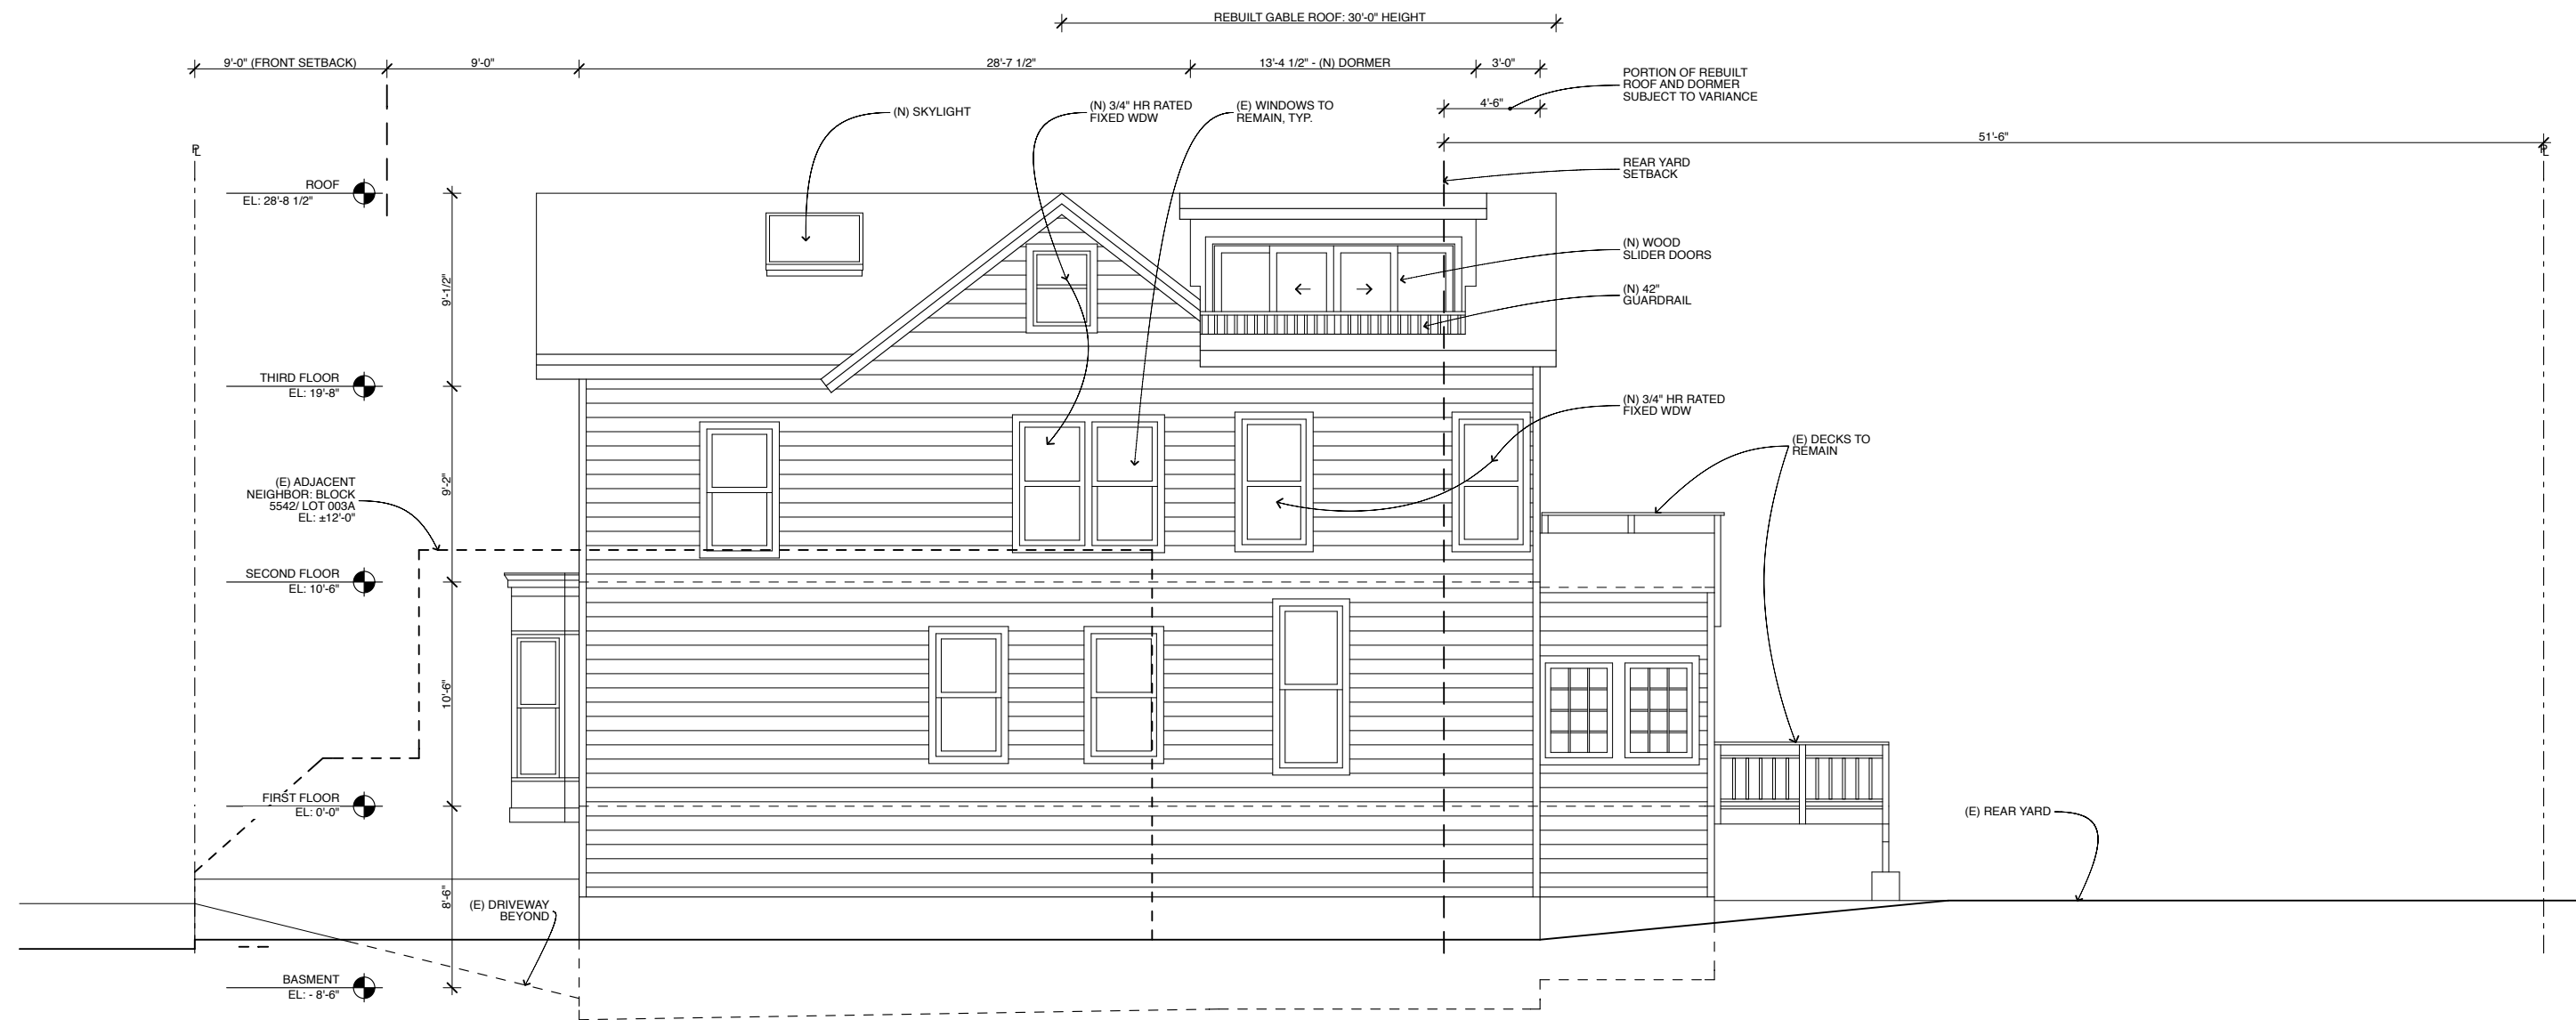 REBUILT GABLE ROOF: 30'-0" HEIGHT
9'-0" (FRONT SETBACK)
9'-0"
28'-7 1/2"
13'-4 1/2" - (N) DORMER
3'-0"
PORTION OF REBUILT
ROOF AND DORMER
SUBJECT TO VARIANCE
4'-6"
(N) SKYLIGHT
(N) 3/4" HR RATED
FIXED WDW
(E) WINDOWS TO
REMAIN, TYP.
51'-6"
PL
PL
REAR YARD
SETBACK
ROOF
EL: 28'-8 1/2"
(N) WOOD
SLIDER DOORS
9'-1/2"
(N) 42"
GUARDRAIL
THIRD FLOOR
EL: 19'-8"
(N) 3/4" HR RATED
FIXED WDW
(E) DECKS TO
REMAIN
9'-2"
(E) ADJACENT
NEIGHBOR: BLOCK
5542/ LOT 003A
EL: ±12'-0"
SECOND FLOOR
EL: 10'-6"
10'-6"
FIRST FLOOR
EL: 0'-0"
(E) REAR YARD
8'-6"
(E) DRIVEWAY
BEYOND
BASMENT
EL: - 8'-6"